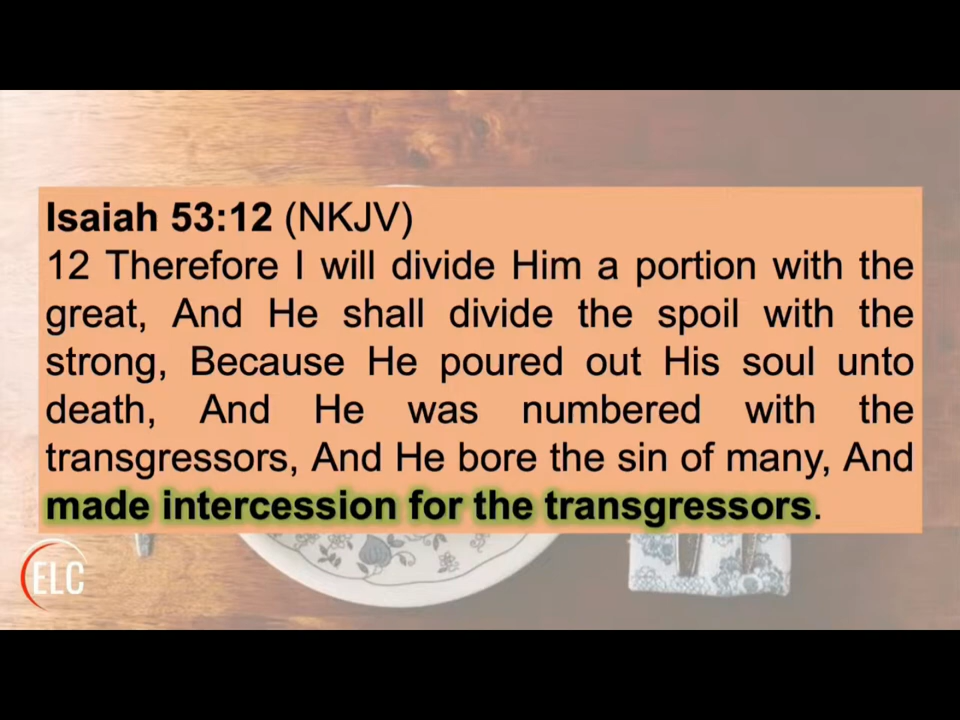 Isaiah 53:12 (NKJV)
12 Therefore I will divide Him a portion with the
great, And He shall divide the spoil with the
strong, Because He poured out His soul unto
death, And He was numbered with the
transgressors, And He bore the sin of many, And
made intercession for the transgressors.
ELC